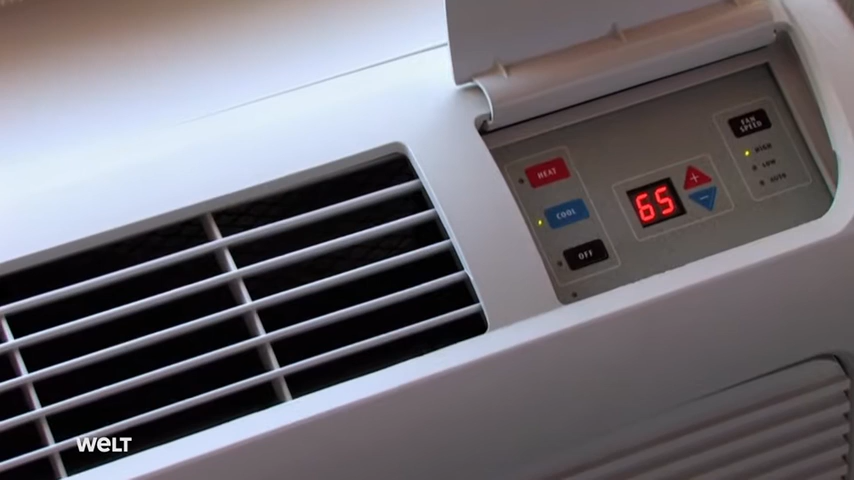 HEAT
COOL
OFF
65
+
−
FAN
SPEED
HIGH
LOW
AUTO
welt